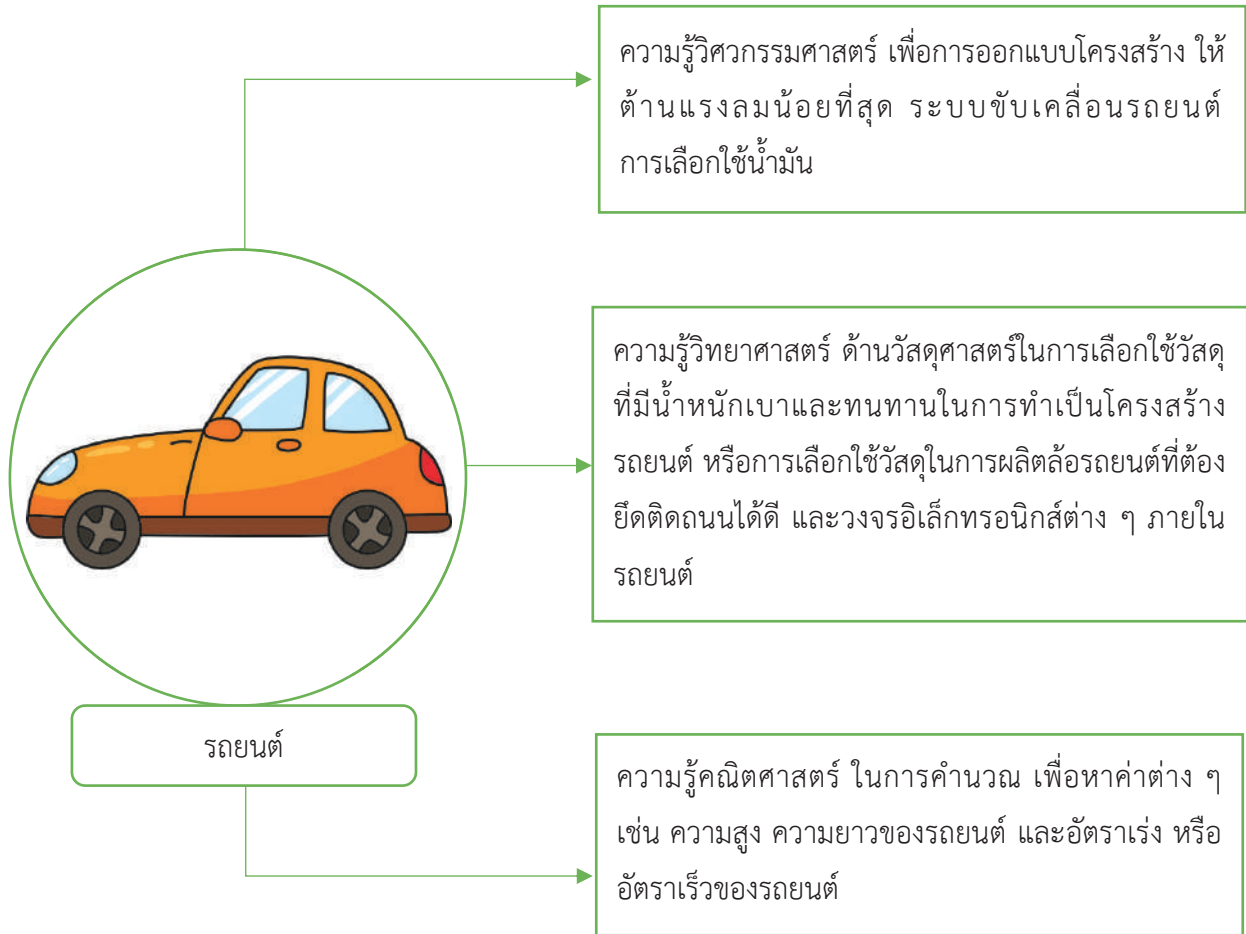 ความรู้วิศวกรรมศาสตร์ เพื่อการออกแบบโครงสร้าง ให้
ต้านแรงลมน้อยที่สุด ระบบขับเคลื่อนรถยนต์
การเลือกใช้น้ำมัน
ความรู้วิทยาศาสตร์ ด้านวัสดุศาสตร์ในการเลือกใช้วัสดุ
ที่มีน้ำหนักเบาและทนทานในการทำเป็นโครงสร้าง
รถยนต์ หรือการเลือกใช้วัสดุในการผลิตล้อรถยนต์ที่ต้อง
ยึดติดถนนได้ดี และวงจรอิเล็กทรอนิกส์ต่าง ๆ ภายใน
รถยนต์
รถยนต์
ความรู้คณิตศาสตร์ ในการคำนวณ เพื่อหาค่าต่าง ๆ
เช่น ความสูง ความยาวของรถยนต์ และอัตราเร่ง หรือ
อัตราเร็วของรถยนต์